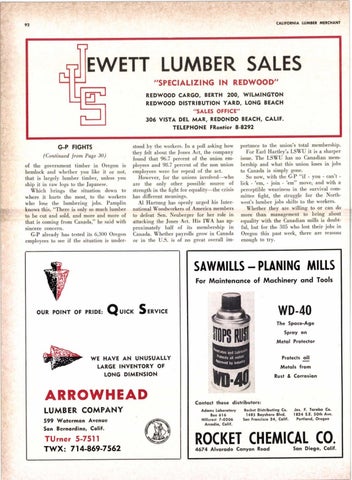 92
CALIFORNIA LUMBER MERCHANT
JEWETT LUMBER SALES
JLS
"SPECIALIZING IN REDWOOD"
REDWOOD CARGO, BERTH 200, WILMINGTON
REDWOOD DISTRIBUTION YARD, LONG BEACH
"SALES OFFICE"
306 VISTA DEL MAR, REDONDO BEACH, CALIF.
TELEPHONE FRontier 8-8292
G-P FIGHTS
(Continued from Page 30)
of the government timber in Oregon is
hemlock and whether you like it or not,
that is largely lumber timber, unless you
ship it in raw logs to the Japanese.
Which brings the situation down to
where it hurts the most, to the workers
who lose the lumbering jobs. Pamplin
knows this. "There is only so much lumber
to be cut and sold, and more and more of
that is coming from Canada," he said with
sincere concern.
G-P already has tested its 6,300 Oregon
employees to see if the situation is under-
stood by the workers. In a poll asking how
they felt about the Jones Act, the company
found that 96.7 percent of the union em-
ployees and 98.7 percent of the non union
employees were for repeal of the act.
However, for the unions involved—who
are the only other possible source of
strength in the fight for equality—the crisis
has different meanings.
Al Hartung has openly urged his Inter-
national Woodworkers of America members
to defeat Sen. Neuberger for her role in
attacking the Jones Act. His IWA has ap-
proximately half of its membership in
Canada. Whether payrolls grow in Canada
or in the U.S. is of no great overall im-
portance to the union's total membership.
For Earl Hartley's LSWU it is a sharper
issue. The LSWU has no Canadian mem-
bership and what this union loses in jobs
to Canada is simply gone.
So now, with the G-P "if - you - can't -
lick - 'em, - join - 'em" move, and with a
perceptible weariness in the survival com-
panies' fight, the struggle for the North-
west's lumber jobs shifts to the workers.
Whether they are willing to or can do
more than management to bring about
equality with the Canadian mills is doubt-
ful, but for the 305 who lost their jobs in
Oregon this past week, there are reasons
enough to try.
OUR POINT OF PRIDE: QUICK SERVICE
WE HAVE AN UNUSUALLY
LARGE INVENTORY OF
LONG DIMENSION
ARROWHEAD
LUMBER COMPANY
599 Waterman Avenue
San Bernardino, Calif.
TUrner 5-7511
TWX: 714-869-7562
SAWMILLS - PLANING MILLS
For Maintenance of Machinery and Tools
STOPS RUST
WD-40
WD-40
The Space-Age
Spray on
Metal Protector
Protects all
Metals from
Rust & Corrosion
Contact these distributors:
Adams Laboratory
Box 616
Hillcrest 7-0006
Arcadia, Calif.
Rocket Distributing Co.
1485 Bayshore Blvd.
San Francisco 24, Calif.
Jos. F. Toreba Co.
1834 S.E. 50th Ave.
Portland, Oregon
ROCKET CHEMICAL CO.
4674 Alvarado Canyon Road
San Diego, Calif.